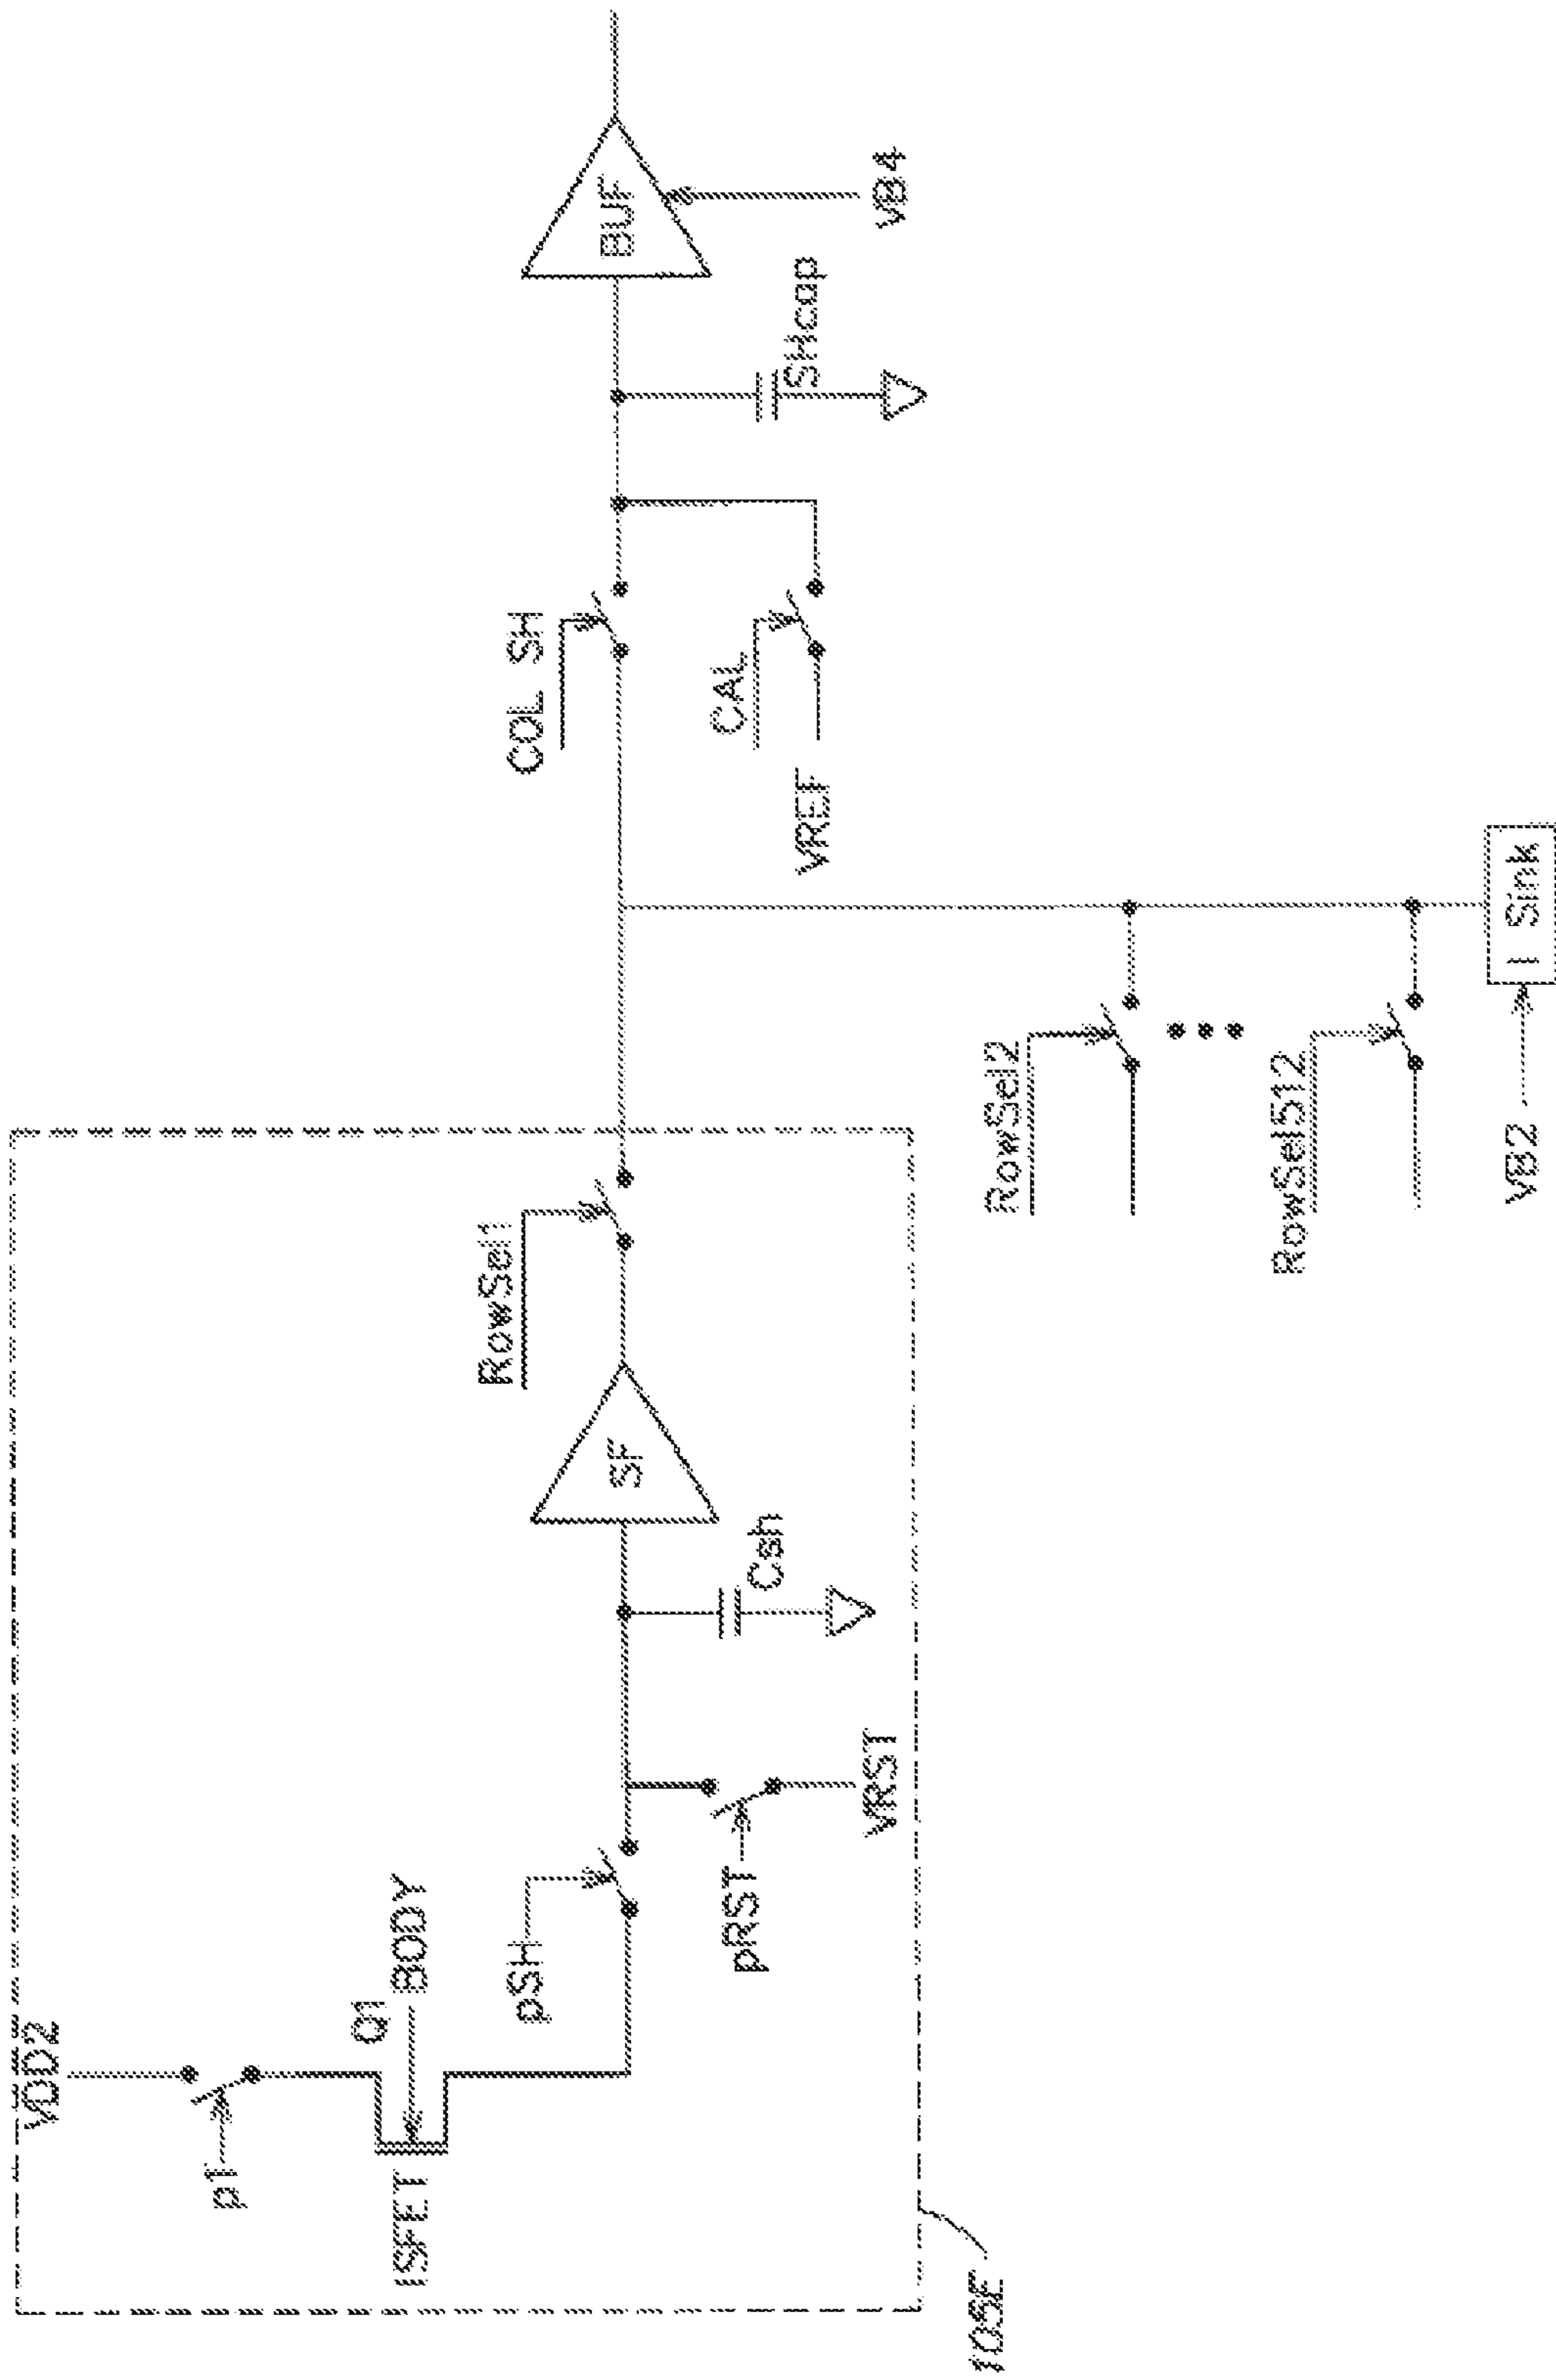 VDD2
p1
ISFET
Q1
BODY
pSH
pRST
VRST
Csh
SF
RowSel1
RowSel2
RowSel512
VB2
I Sink
COL SH
CAL
VREF
SHcap
BUF
VB4
105E